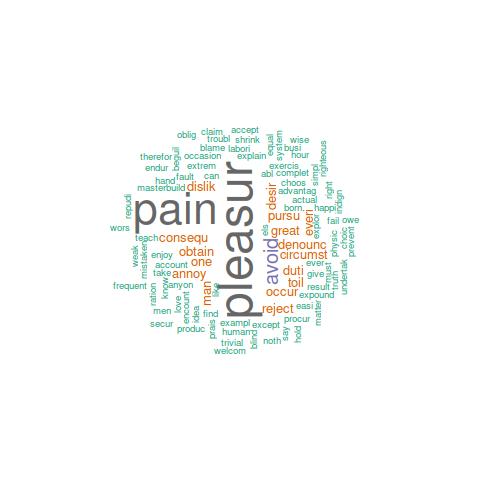 oblig
claim
accept
troubl
shrink
equal
system
wise
busi
hour
righteous
blame
labori
therefor
beguil
occasion
explain
endur
extrem
abl
exercis
complet
simpl
fault
can
hand
choos
masterbuild
dislik
desir
advantag
right
repudi
pain
pleasur
actual
indign
born
happi
pursu
everi
explor
fail
owe
wors
teach
consequ
els
great
physic
choic
prevent
weak
mistaken
enjoy
obtain
avoid
denounc
circumst
account
one
ever
take
annoy
duti
give
must
truth
undertak
frequent
ration
know
anyon
man
like
toil
result
occur
expound
love
encount
idea
men
find
reject
easi
matter
secur
produc
prais
exampl
human
except
procur
say
hold
trivial
blind
noth
welcom